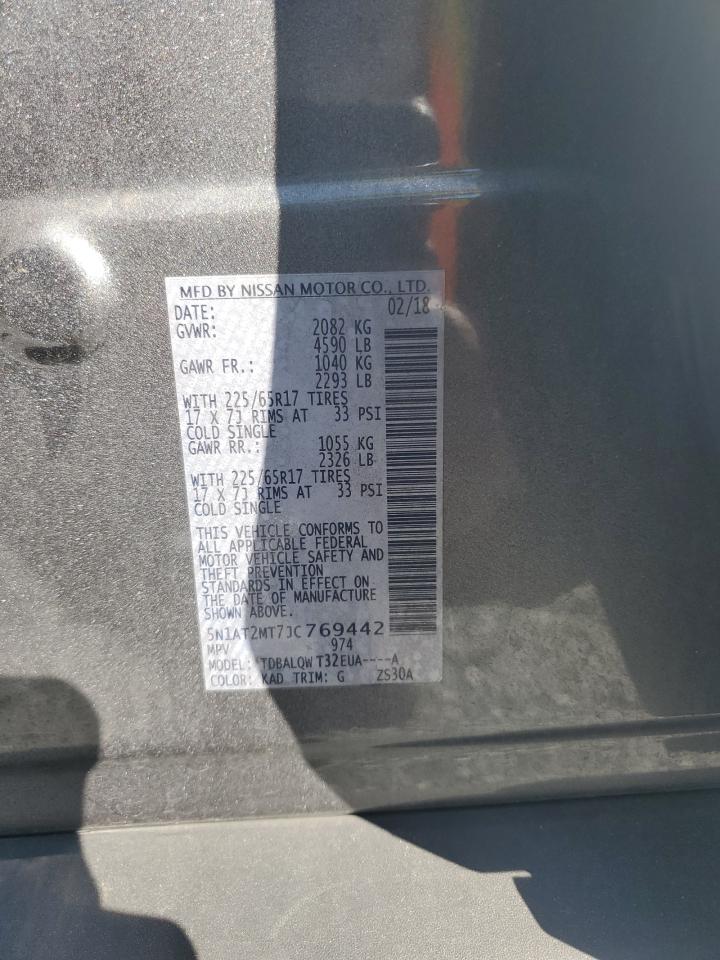 MFD BY NISSAN MOTOR CO., LTD.
DATE: 02/18
GVWR: 2082 KG
4590 LB
GAWR FR.: 1040 KG
2293 LB
WITH 225/65R17 TIRES
17 X 7J RIMS AT 33 PSI
COLD SINGLE
GAWR RR.: 1055 KG
2326 LB
WITH 225/65R17 TIRES
17 X 7J RIMS AT 33 PSI
COLD SINGLE
THIS VEHICLE CONFORMS TO
ALL APPLICABLE FEDERAL
MOTOR VEHICLE SAFETY AND
THEFT PREVENTION
STANDARDS IN EFFECT ON
THE DATE OF MANUFACTURE
SHOWN ABOVE.
5N1AT2MT7JC769442
MPV 974
MODEL: TDBALQW T32EUA----A
COLOR: KAD TRIM: G ZS30A